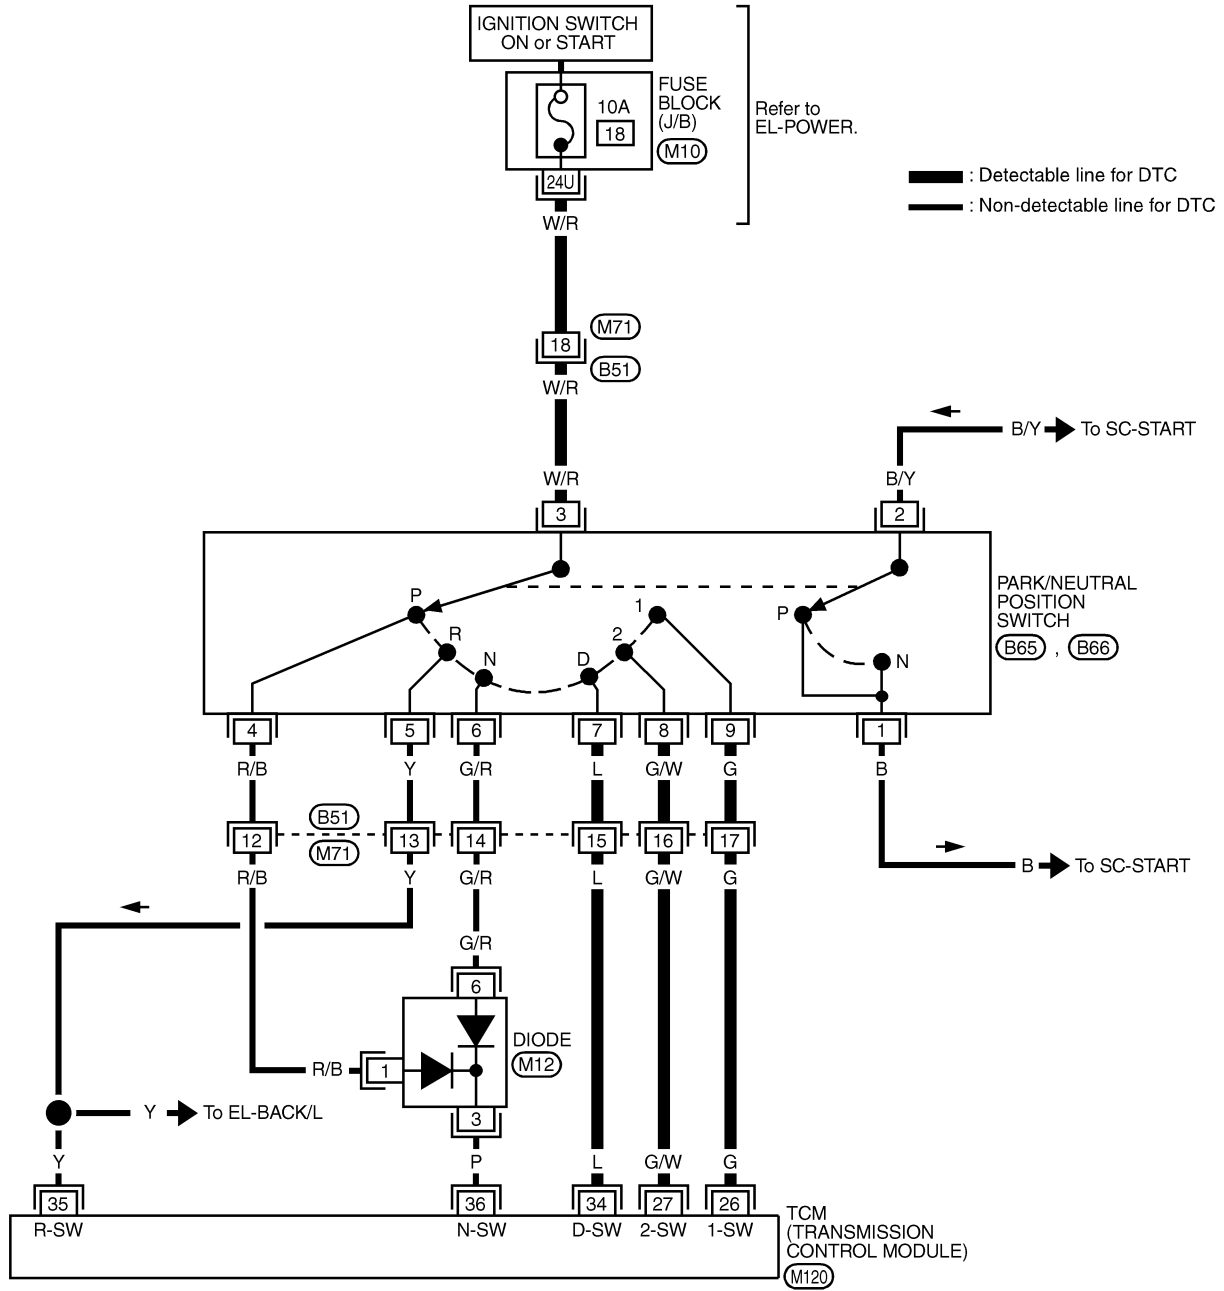 IGNITION SWITCH
ON or START
FUSE
BLOCK
(J/B)
M10
10A
18
24U
Refer to
EL-POWER.
: Detectable line for DTC
: Non-detectable line for DTC
W/R
18
M71
B51
W/R
W/R
3
B/Y
To SC-START
B/Y
2
P
R
N
D
2
1
P
N
PARK/NEUTRAL
POSITION
SWITCH
B65 , B66
4 5 6 7 8 9 1
R/B Y G/R L G/W G B
B51
M71
12 13 14 15 16 17
R/B Y G/R L G/W G
B
To SC-START
G/R
6
DIODE
M12
R/B
1
3
Y
To EL-BACK/L
Y P L G/W G
35 36 34 27 26
R-SW N-SW D-SW 2-SW 1-SW
TCM
(TRANSMISSION
CONTROL MODULE)
M120